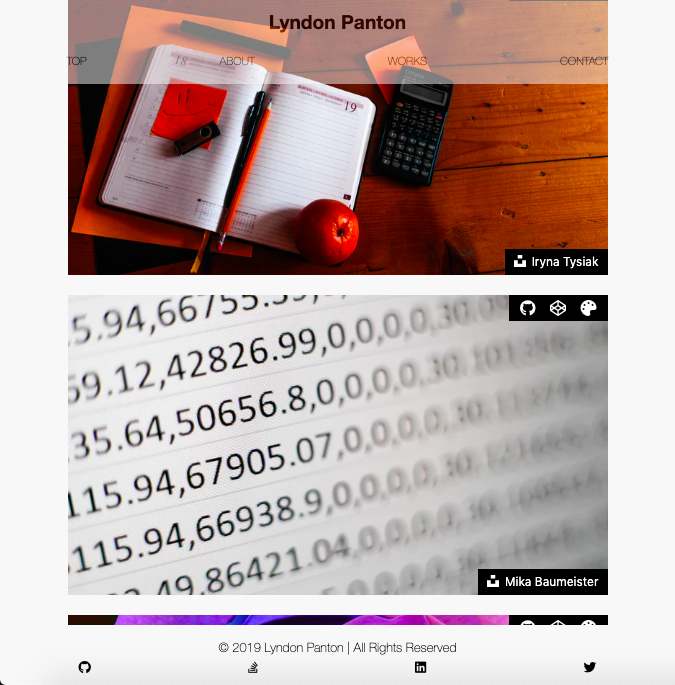 Lyndon Panton
TOP ABOUT WORKS CONTACT
18
19
Iryna Tysiak
5.94,66755.59,
59.12,42826.99,0,0,0,0,30,09
35.64,50656.8,0,0,0,0,30,
115.94,67905.07,0,0,0,0,30,
115.94,66938.9,0,0,0,0,30,
49,86421.04,0,0,0,0,
Mika Baumeister
© 2019 Lyndon Panton | All Rights Reserved